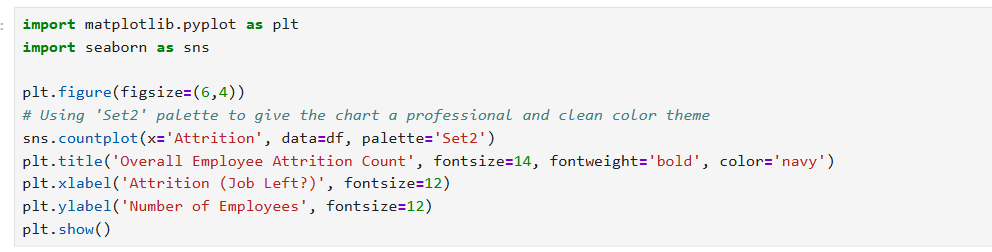 :
import matplotlib.pyplot as plt
import seaborn as sns

plt.figure(figsize=(6,4))
# Using 'Set2' palette to give the chart a professional and clean color theme
sns.countplot(x='Attrition', data=df, palette='Set2')
plt.title('Overall Employee Attrition Count', fontsize=14, fontweight='bold', color='navy')
plt.xlabel('Attrition (Job Left?)', fontsize=12)
plt.ylabel('Number of Employees', fontsize=12)
plt.show()